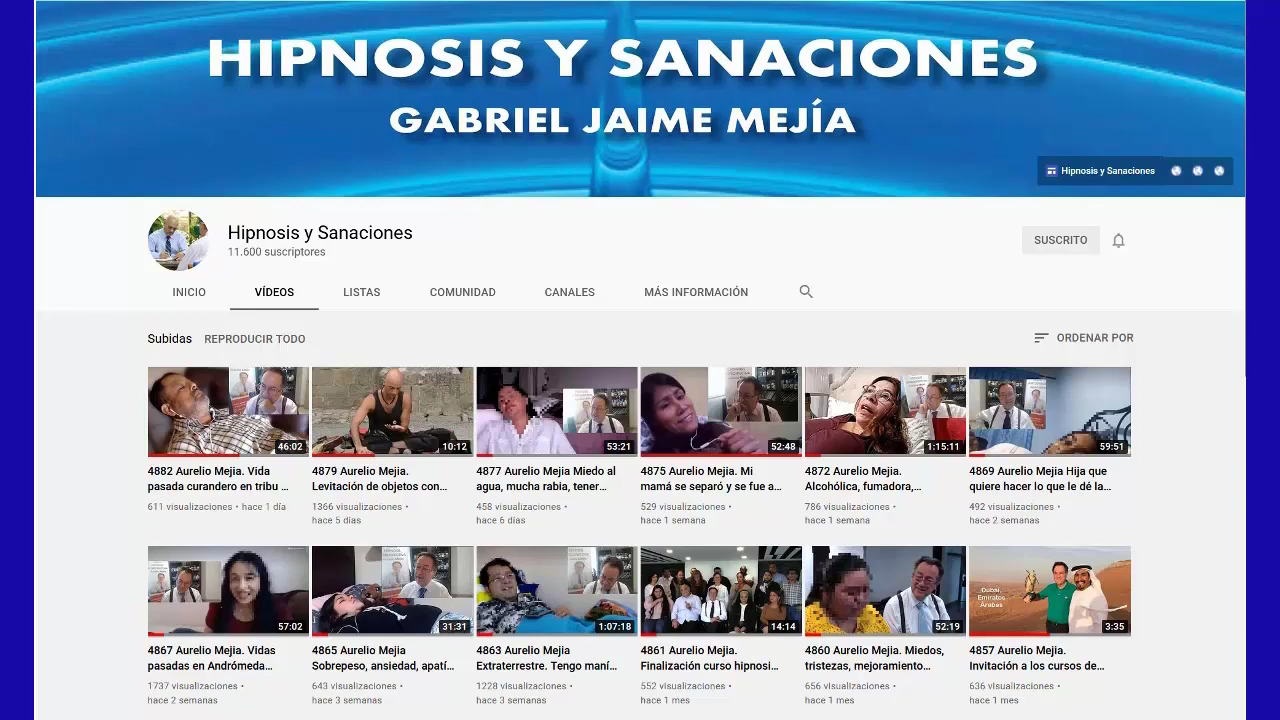 HIPNOSIS Y SANACIONES
GABRIEL JAIME MEJÍA
Hipnosis y Sanaciones
Hipnosis y Sanaciones
11.600 suscriptores
SUSCRITO
INICIO VÍDEOS LISTAS COMUNIDAD CANALES MÁS INFORMACIÓN
Subidas REPRODUCIR TODO ORDENAR POR
46:02 10:12 53:21 52:48 1:15:11 59:51
4882 Aurelio Mejia. Vida
pasada curandero en tribu ...
611 visualizaciones • hace 1 día
4879 Aurelio Mejia.
Levitación de objetos con...
1366 visualizaciones •
hace 5 días
4877 Aurelio Mejia Miedo al
agua, mucha rabia, tener...
458 visualizaciones •
hace 6 días
4875 Aurelio Mejia. Mi
mamá se separó y se fue a...
529 visualizaciones •
hace 1 semana
4872 Aurelio Mejia.
Alcohólica, fumadora,...
786 visualizaciones •
hace 1 semana
4869 Aurelio Mejia Hija que
quiere hacer lo que le dé la...
492 visualizaciones •
hace 2 semanas
Dubai,
Emiratos
Arabes
57:02 31:31 1:07:18 14:14 52:19 3:35
4867 Aurelio Mejia. Vidas
pasadas en Andrómeda...
1737 visualizaciones •
hace 2 semanas
4865 Aurelio Mejia
Sobrepeso, ansiedad, apatí...
643 visualizaciones •
hace 3 semanas
4863 Aurelio Mejia
Extraterrestre. Tengo maní...
1228 visualizaciones •
hace 3 semanas
4861 Aurelio Mejia.
Finalización curso hipnosi...
552 visualizaciones •
hace 1 mes
4860 Aurelio Mejia. Miedos,
tristezas, mejoramiento...
656 visualizaciones •
hace 1 mes
4857 Aurelio Mejia.
Invitación a los cursos de...
636 visualizaciones •
hace 1 mes